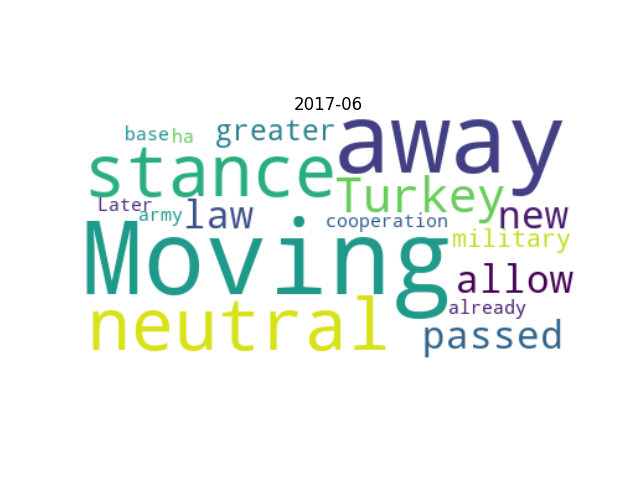 2017-06
base ha greater away
stance Turkey
Later army law cooperation new
Moving military
allow
neutral already
passed